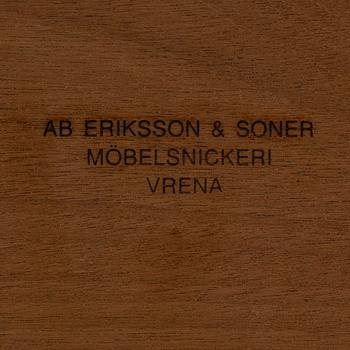 AB ERIKSSON & SONER
MÖBELSNICKERI
VRENA